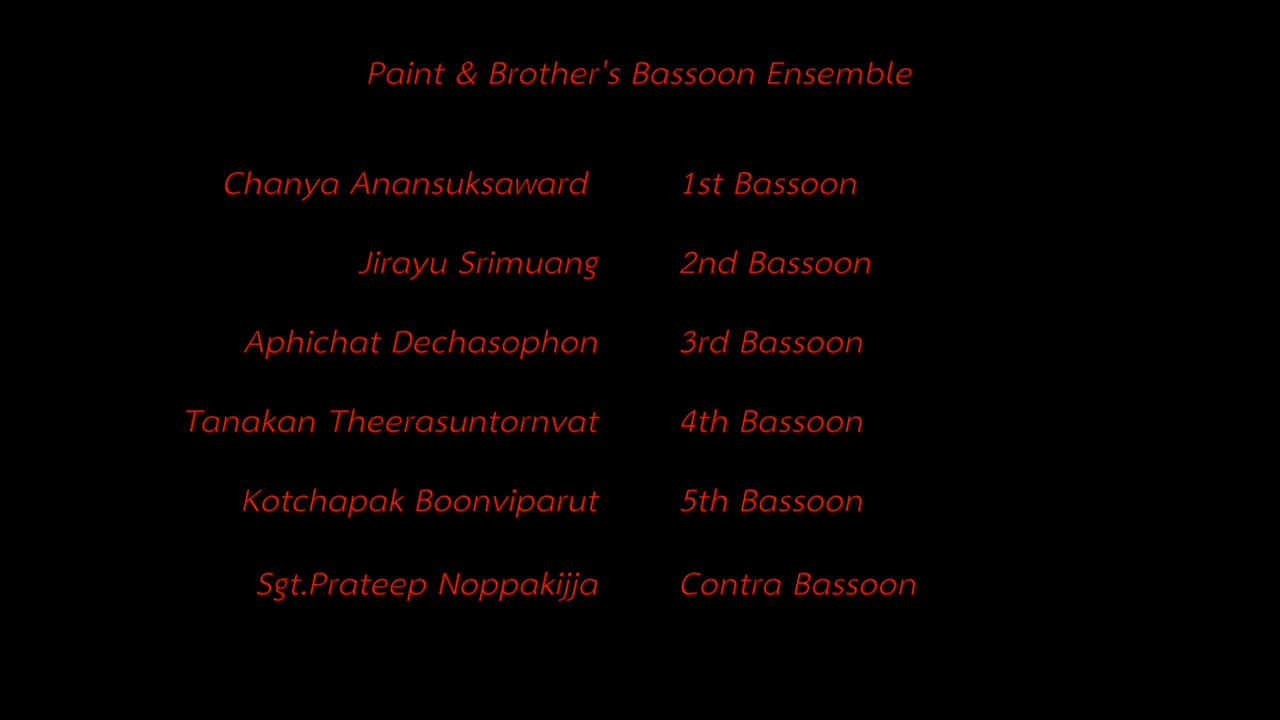 Paint & Brother's Bassoon Ensemble
Chanya Anansuksaward 1st Bassoon
Jirayu Srimuang 2nd Bassoon
Aphichat Dechasophon 3rd Bassoon
Tanakan Theerasuntornvat 4th Bassoon
Kotchapak Boonviparut 5th Bassoon
Sgt.Prateep Noppakijja Contra Bassoon